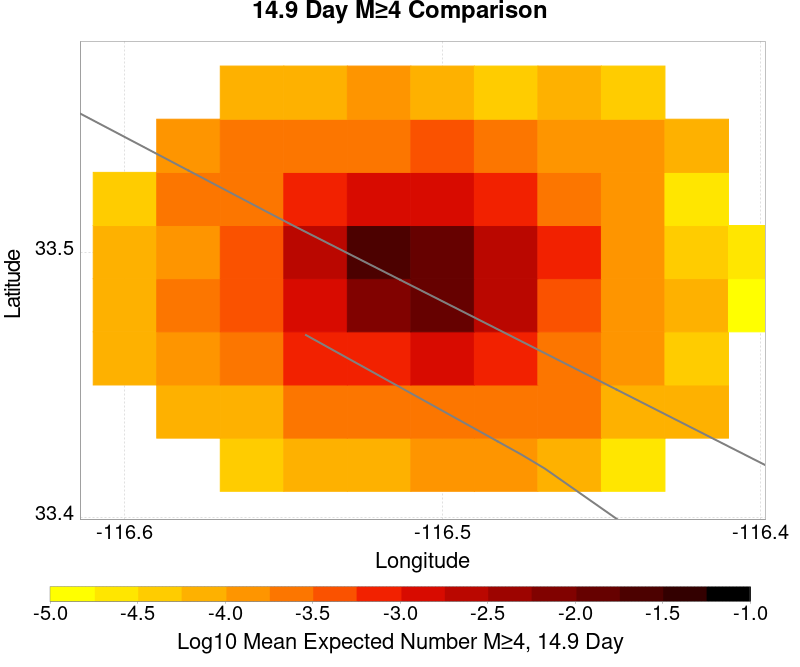 14.9 Day M≥4 Comparison
Latitude
33.5
33.4
-116.6 -116.5 -116.4
Longitude
-5.0 -4.5 -4.0 -3.5 -3.0 -2.5 -2.0 -1.5 -1.0
Log10 Mean Expected Number M≥4, 14.9 Day